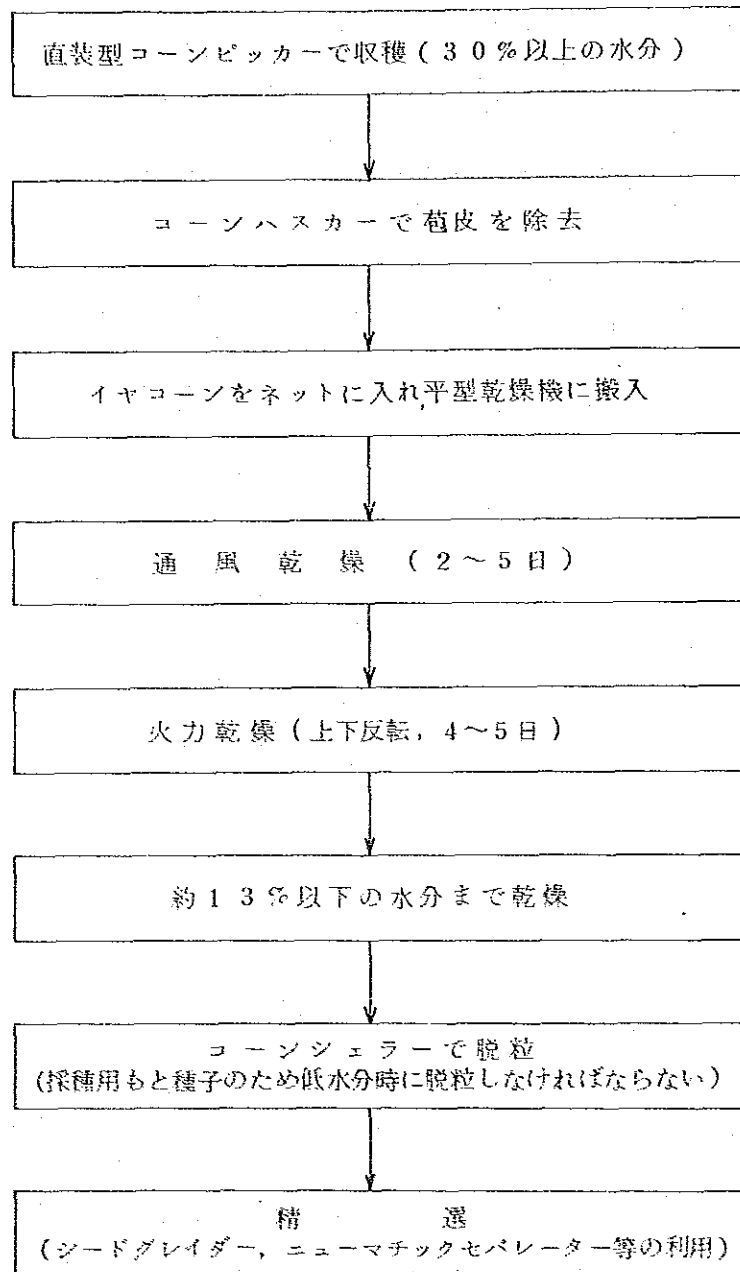 直装型コーンピッカーで収穫(30%以上の水分)
コーンハスカーで苞皮を除去
イヤコーンをネットに入れ,平型乾燥機に搬入
通風乾燥(2～5日)
火力乾燥(上下反転,4～5日)
約13%以下の水分まで乾燥
コーンシェラーで脱粒
(採種用もと種子のため低水分時に脱粒しなければならない)
精選
(シードグレイダー,ニューマチックセパレーター等の利用)